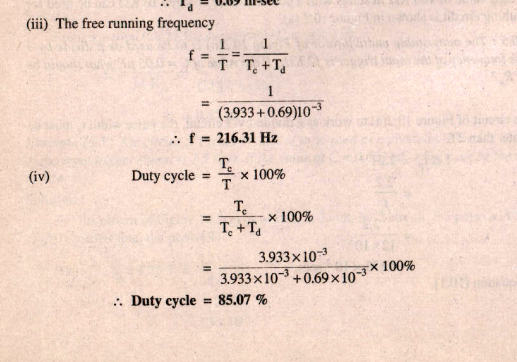 ∴ T_d = 0.69 m-sec
(iii) The free running frequency
f = 1/T = 1/(T_c + T_d)
= 1/((3.933 + 0.69)10^-3)
∴ f = 216.31 Hz
(iv) Duty cycle = T_c/T × 100%
= T_c/(T_c + T_d) × 100%
= (3.933×10^-3)/(3.933×10^-3 + 0.69×10^-3) × 100%
∴ Duty cycle = 85.07 %